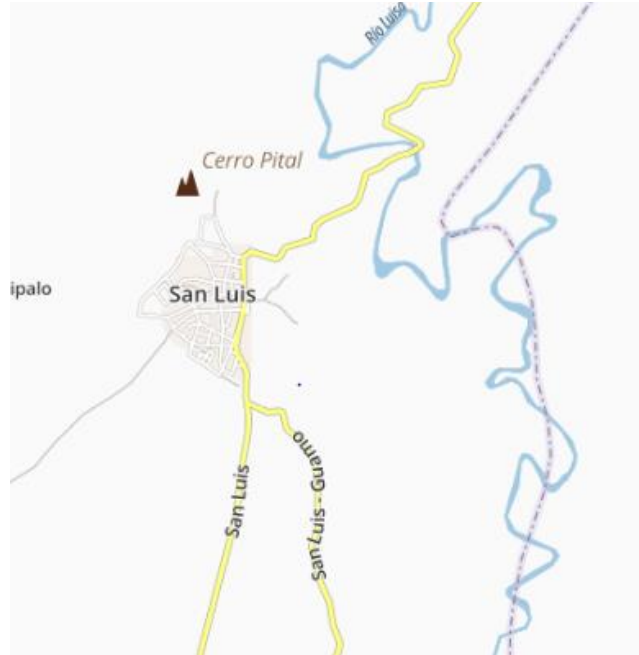 Río Luisa
Cerro Pital
ipalo
San Luis
San Luis
San Luis - Guamo